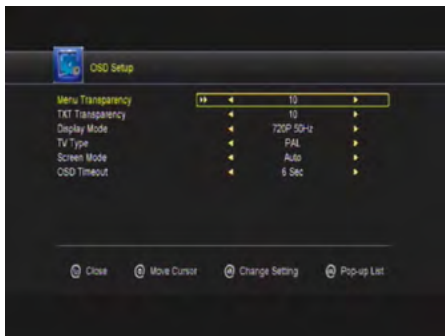 OSD Setup
Menu Transparency 10
TKT Transparency 10
Display Mode 720P 50Hz
TV Type PAL
Screen Mode Auto
OSD Timeout 6 Sec
Close Move Cursor Change Setting Pop-up List